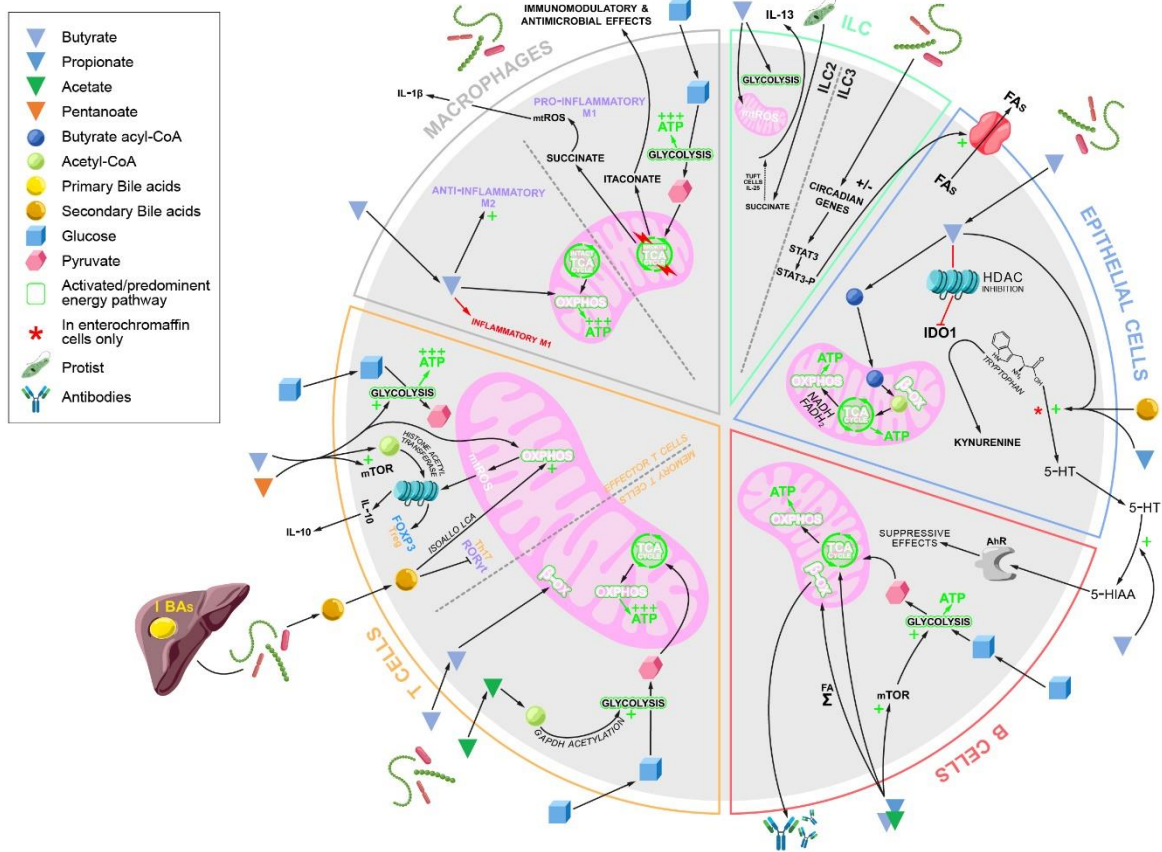 Butyrate
Propionate
Acetate
Pentanoate
Butyrate acyl-CoA
Acetyl-CoA
Primary Bile acids
Secondary Bile acids
Glucose
Pyruvate
Activated/predominent
energy pathway
* In enterochromaffin
cells only
Protist
Antibodies
MACROPHAGES
IMMUNOMODULATORY &
ANTIMICROBIAL EFFECTS
IL-1β
PRO-INFLAMMATORY
M1
mtROS
SUCCINATE
ITACONATE
+++
ATP
GLYCOLYSIS
ANTI-INFLAMMATORY
M2
+
INFLAMMATORY M1
INTACT
TCA
CYCLE
TCA
CYCLE
OXPHOS
+++
ATP
ILC
IL-13
GLYCOLYSIS
mtROS
ILC2
ILC3
TUFT
CELLS
IL-25
SUCCINATE
+/-
CIRCADIAN
GENES
STAT3
STAT3-P
EPITHELIAL CELLS
FAs
+
FAs
HDAC
INHIBITION
IDO1
TRYPTOPHAN
HN
NH2
O
OH
* +
KYNURENINE
5-HT
ATP
OXPHOS
β-OX
NADH
FADH2
TCA
CYCLE
ATP
B CELLS
5-HT
+
5-HIAA
AhR
SUPPRESSIVE
EFFECTS
ATP
OXPHOS
TCA
CYCLE
β-OX
ATP
GLYCOLYSIS
+
mTOR
+
FA
Σ
T CELLS
+++
ATP
GLYCOLYSIS
+
HISTONE ACETYL
TRANSFERASE
+
mTOR
IL-10
IL-10
FOXP3
Treg
mtROS
OXPHOS
+
EFFECTOR T CELLS
MEMORY T CELLS
ISOALLO LCA
Th17
RORγt
β-OX
TCA
CYCLE
OXPHOS
+++
ATP
GLYCOLYSIS
+
GAPDH ACETYLATION
I BAs